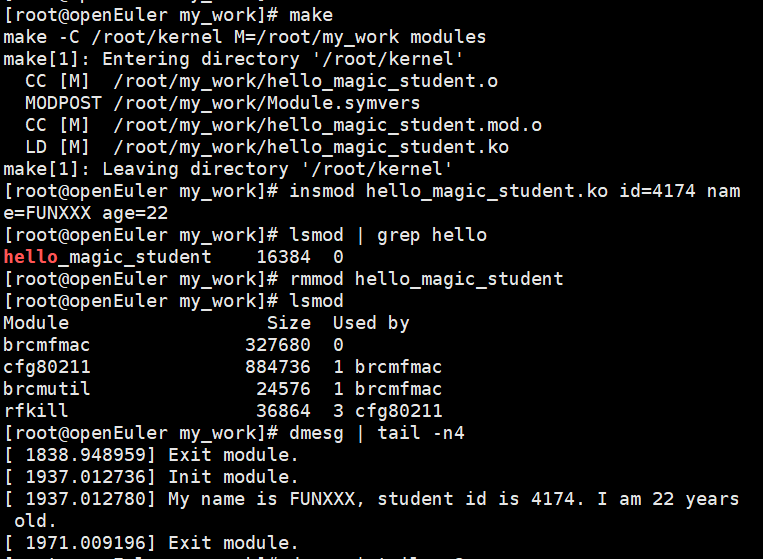 [root@openEuler my_work]# make
make -C /root/kernel M=/root/my_work modules
make[1]: Entering directory '/root/kernel'
  CC [M]  /root/my_work/hello_magic_student.o
  MODPOST /root/my_work/Module.symvers
  CC [M]  /root/my_work/hello_magic_student.mod.o
  LD [M]  /root/my_work/hello_magic_student.ko
make[1]: Leaving directory '/root/kernel'
[root@openEuler my_work]# insmod hello_magic_student.ko id=4174 nam
e=FUNXXX age=22
[root@openEuler my_work]# lsmod | grep hello
hello_magic_student    16384  0
[root@openEuler my_work]# rmmod hello_magic_student
[root@openEuler my_work]# lsmod
Module                  Size  Used by
brcmfmac              327680  0
cfg80211              884736  1 brcmfmac
brcmutil               24576  1 brcmfmac
rfkill                 36864  3 cfg80211
[root@openEuler my_work]# dmesg | tail -n4
[ 1838.948959] Exit module.
[ 1937.012736] Init module.
[ 1937.012780] My name is FUNXXX, student id is 4174. I am 22 years
 old.
[ 1971.009196] Exit module.